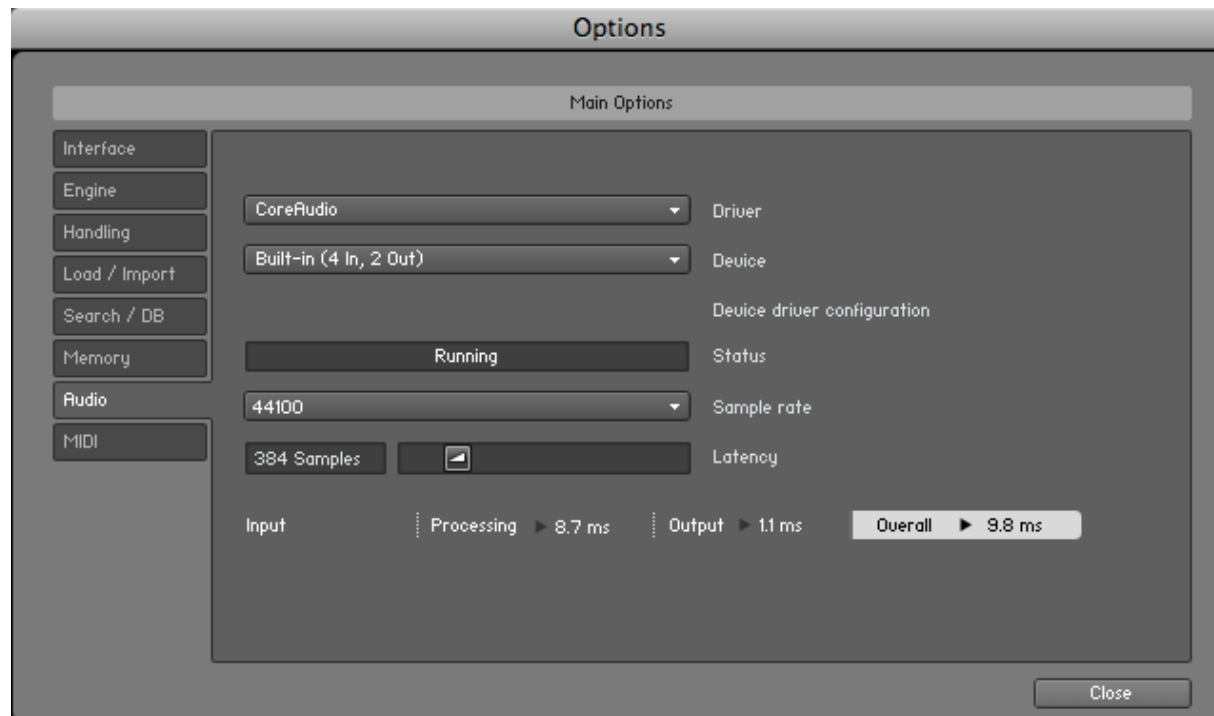 Options
Main Options
Interface
Engine
Handling
Load / Import
Search / DB
Memory
Audio
MIDI
CoreAudio Driver
Built-in (4 In, 2 Out) Device
Device driver configuration
Running Status
44100 Sample rate
384 Samples Latency
Input Processing 8.7 ms Output 1.1 ms Overall 9.8 ms
Close